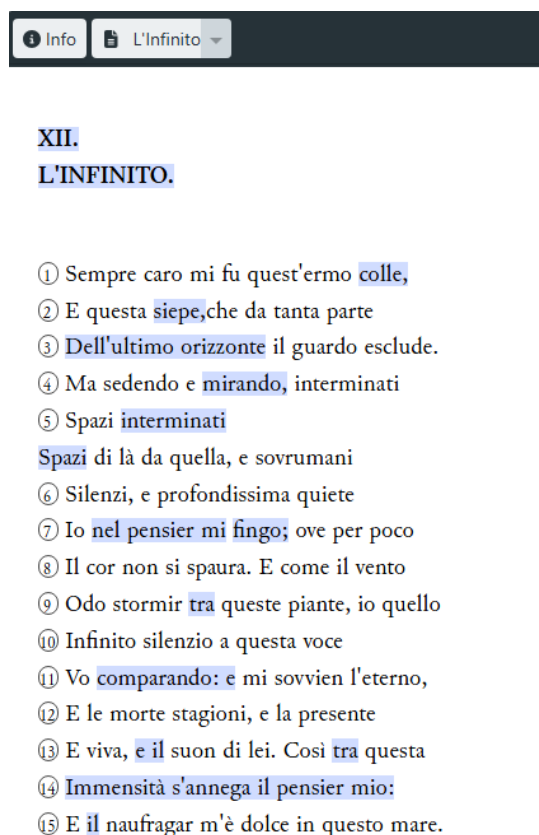 Info L'Infinito
XII.
L'INFINITO.
1 Sempre caro mi fu quest'ermo colle,
2 E questa siepe,che da tanta parte
3 Dell'ultimo orizzonte il guardo esclude.
4 Ma sedendo e mirando, interminati
5 Spazi interminati
Spazi di là da quella, e sovrumani
6 Silenzi, e profondissima quiete
7 Io nel pensier mi fingo; ove per poco
8 Il cor non si spaura. E come il vento
9 Odo stormir tra queste piante, io quello
10 Infinito silenzio a questa voce
11 Vo comparando: e mi sovvien l'eterno,
12 E le morte stagioni, e la presente
13 E viva, e il suon di lei. Così tra questa
14 Immensità s'annega il pensier mio:
15 E il naufragar m'è dolce in questo mare.